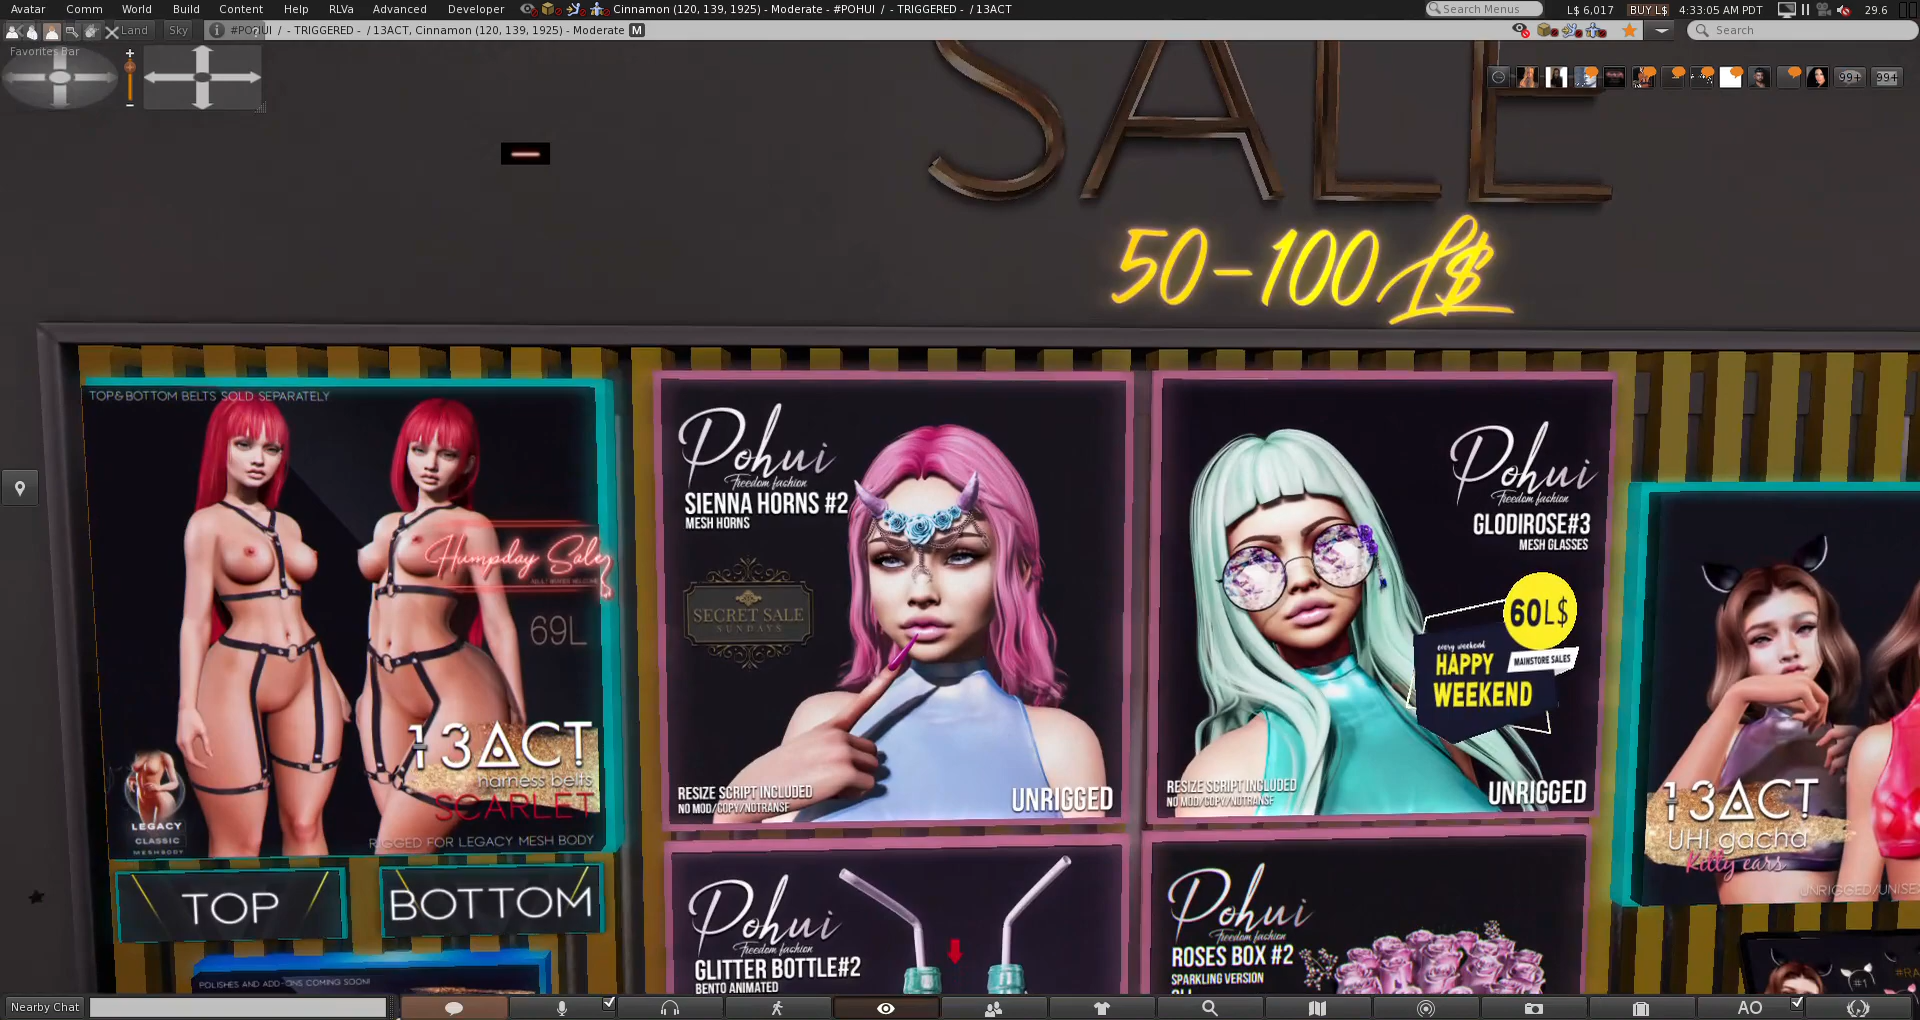 Avatar Comm World Build Content Help RLVa Advanced Developer Cinnamon (120, 139, 1925) - Moderate - #POHUI / - TRIGGERED - / 13ACT Search Menus L$ 6,017 BUY L$ 4:33:05 AM PDT 29.6
Land Sky #POHUI / - TRIGGERED - / 13ACT, Cinnamon (120, 139, 1925) - Moderate M Search
Favorites Bar
99+ 99+
SALE
50-100 L$
TOP&BOTTOM BELTS SOLD SEPARATELY
Humpday Sale
69L
13ACT
harness belts
SCARLET
LEGACY
CLASSIC
MESHBODY
RIGGED FOR LEGACY MESH BODY
TOP
BOTTOM
POLISHES AND ADD-ONS COMING SOON!
Pohui
Freedom fashion
SIENNA HORNS #2
MESH HORNS
SECRET SALE
SUNDAYS
RESIZE SCRIPT INCLUDED
NO MOD/COPY/NOTRANSF
UNRIGGED
Pohui
Freedom fashion
GLODIROSE#3
MESH GLASSES
60L$
every weekend
HAPPY
MAINSTORE SALES
WEEKEND
RESIZE SCRIPT INCLUDED
NO MOD/COPY/NOTRANSF
UNRIGGED
Pohui
Freedom fashion
GLITTER BOTTLE#2
BENTO ANIMATED
Pohui
Freedom fashion
ROSES BOX #2
SPARKLING VERSION
13ACT
UHI gacha
Kitty ears
#1
Nearby Chat
AO